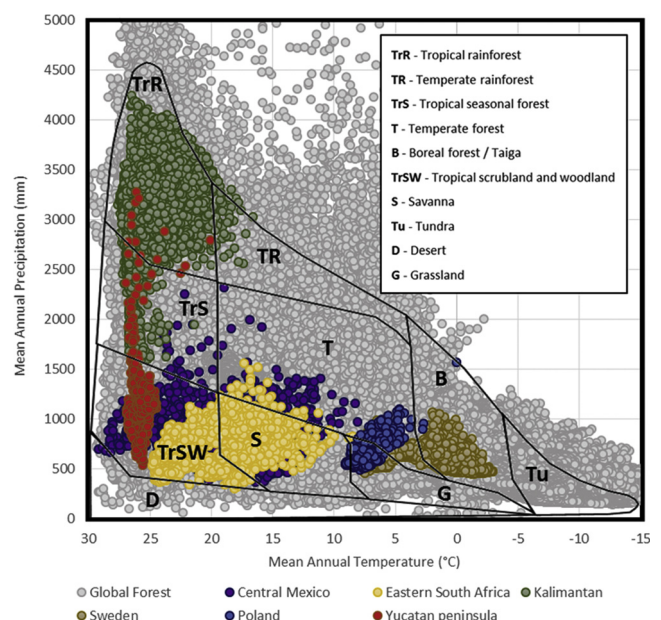 5000
4500
4000
3500
3000
2500
2000
1500
1000
500
0
Mean Annual Precipitation (mm)
30 25 20 15 10 5 0 -5 -10 -15
Mean Annual Temperature (°C)
TrR
TR
TrS
T
B
TrSW
S
Tu
D
G
TrR - Tropical rainforest
TR - Temperate rainforest
TrS - Tropical seasonal forest
T - Temperate forest
B - Boreal forest / Taiga
TrSW - Tropical scrubland and woodland
S - Savanna
Tu - Tundra
D - Desert
G - Grassland
Global Forest Central Mexico Eastern South Africa Kalimantan
Sweden Poland Yucatan peninsula